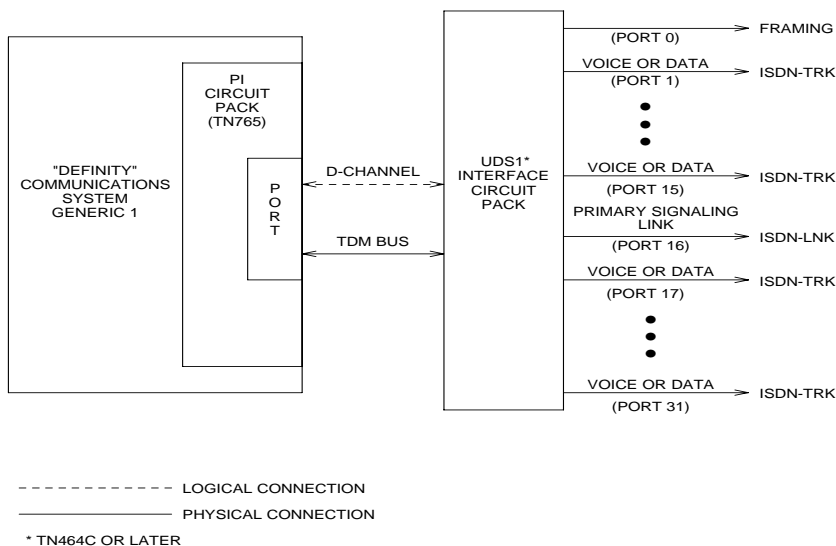 "DEFINITY"
COMMUNICATIONS
SYSTEM
GENERIC 1
PI
CIRCUIT
PACK
(TN765)
P
O
R
T
D-CHANNEL
TDM BUS
UDS1*
INTERFACE
CIRCUIT
PACK
(PORT 0)
FRAMING
VOICE OR DATA
(PORT 1)
ISDN-TRK
VOICE OR DATA
(PORT 15)
ISDN-TRK
PRIMARY SIGNALING
LINK
(PORT 16)
ISDN-LNK
VOICE OR DATA
(PORT 17)
ISDN-TRK
VOICE OR DATA
(PORT 31)
ISDN-TRK
LOGICAL CONNECTION
PHYSICAL CONNECTION
* TN464C OR LATER